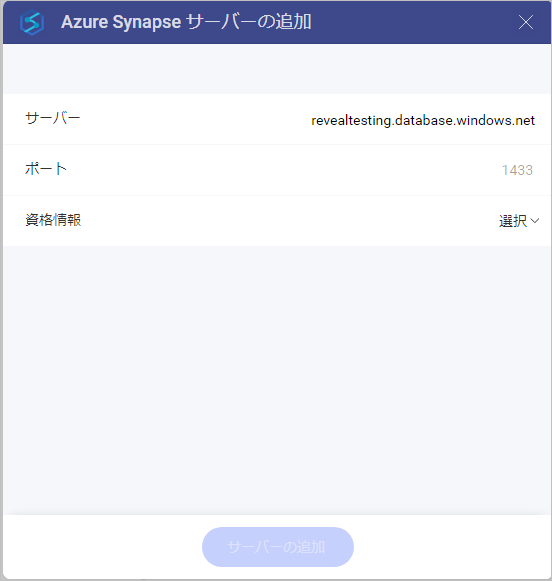 Azure Synapse サーバーの追加
サーバー revealtesting.database.windows.net
ポート 1433
資格情報 選択
サーバーの追加